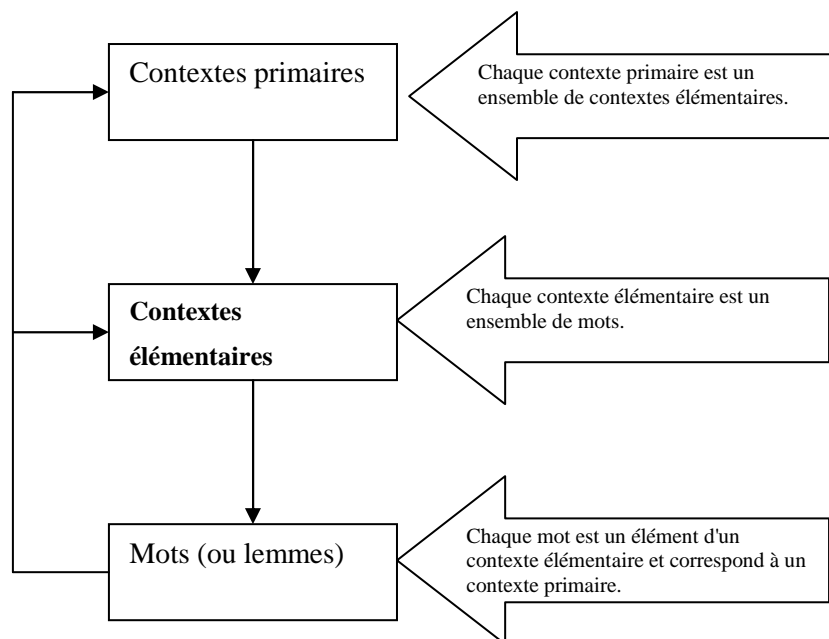 Contextes primaires
Chaque contexte primaire est un
ensemble de contextes élémentaires.
Contextes
élémentaires
Chaque contexte élémentaire est un
ensemble de mots.
Mots (ou lemmes)
Chaque mot est un élément d'un
contexte élémentaire et correspond à un
contexte primaire.